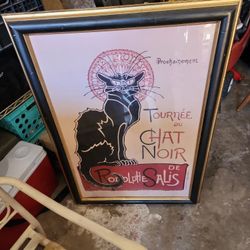 Prochainement
TOURNÉE
DU
CHAT
NOIR
DE
RODOLPHE SALIS